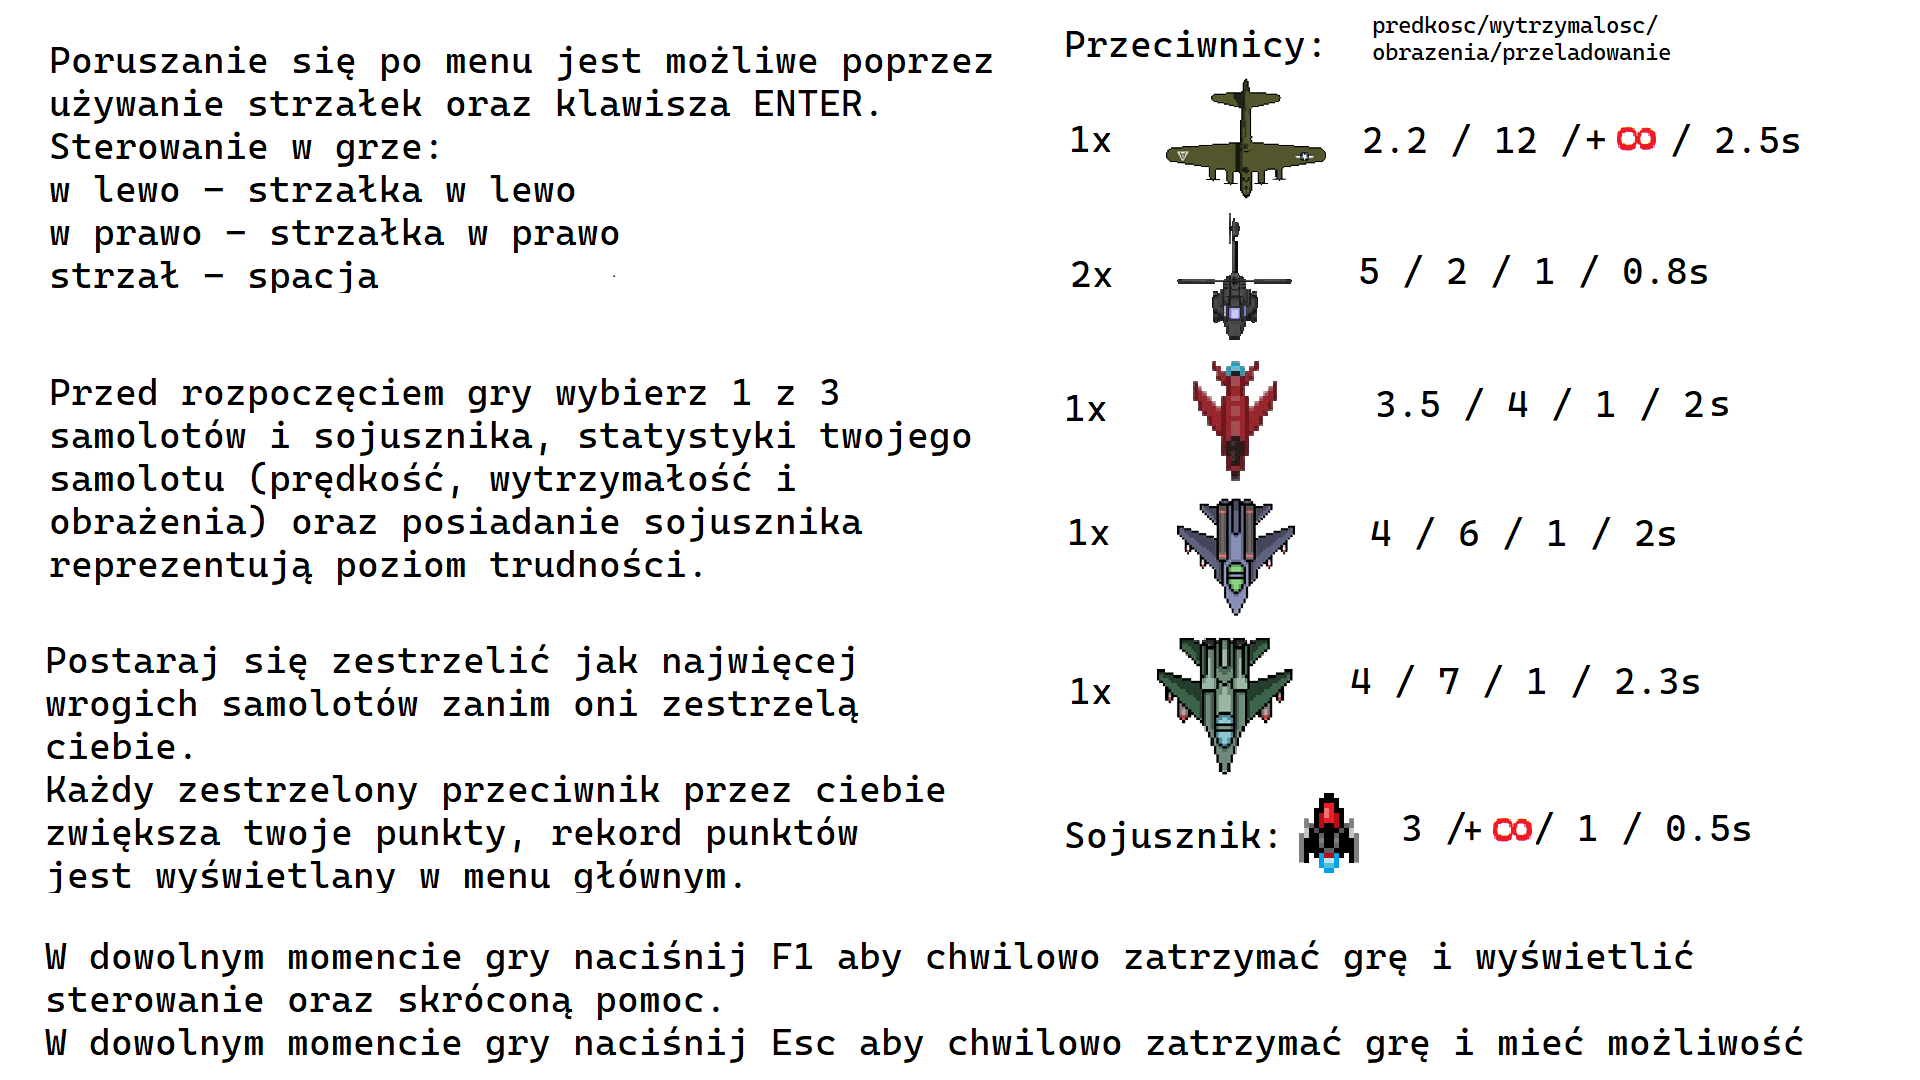 Poruszanie się po menu jest możliwe poprzez
używanie strzałek oraz klawisza ENTER.
Sterowanie w grze:
w lewo - strzałka w lewo
w prawo - strzałka w prawo
strzał - spacja
Przed rozpoczęciem gry wybierz 1 z 3
samolotów i sojusznika, statystyki twojego
samolotu (prędkość, wytrzymałość i
obrażenia) oraz posiadanie sojusznika
reprezentują poziom trudności.
Postaraj się zestrzelić jak najwięcej
wrogich samolotów zanim oni zestrzelą
ciebie.
Każdy zestrzelony przeciwnik przez ciebie
zwiększa twoje punkty, rekord punktów
jest wyświetlany w menu głównym.
Przeciwnicy:
predkosc/wytrzymalosc/
obrazenia/przeladowanie
1x 2.2 / 12 /+∞ / 2.5s
2x 5 / 2 / 1 / 0.8s
1x 3.5 / 4 / 1 / 2s
1x 4 / 6 / 1 / 2s
1x 4 / 7 / 1 / 2.3s
Sojusznik: 3 /+∞/ 1 / 0.5s
W dowolnym momencie gry naciśnij F1 aby chwilowo zatrzymać grę i wyświetlić
sterowanie oraz skróconą pomoc.
W dowolnym momencie gry naciśnij Esc aby chwilowo zatrzymać grę i mieć możliwość